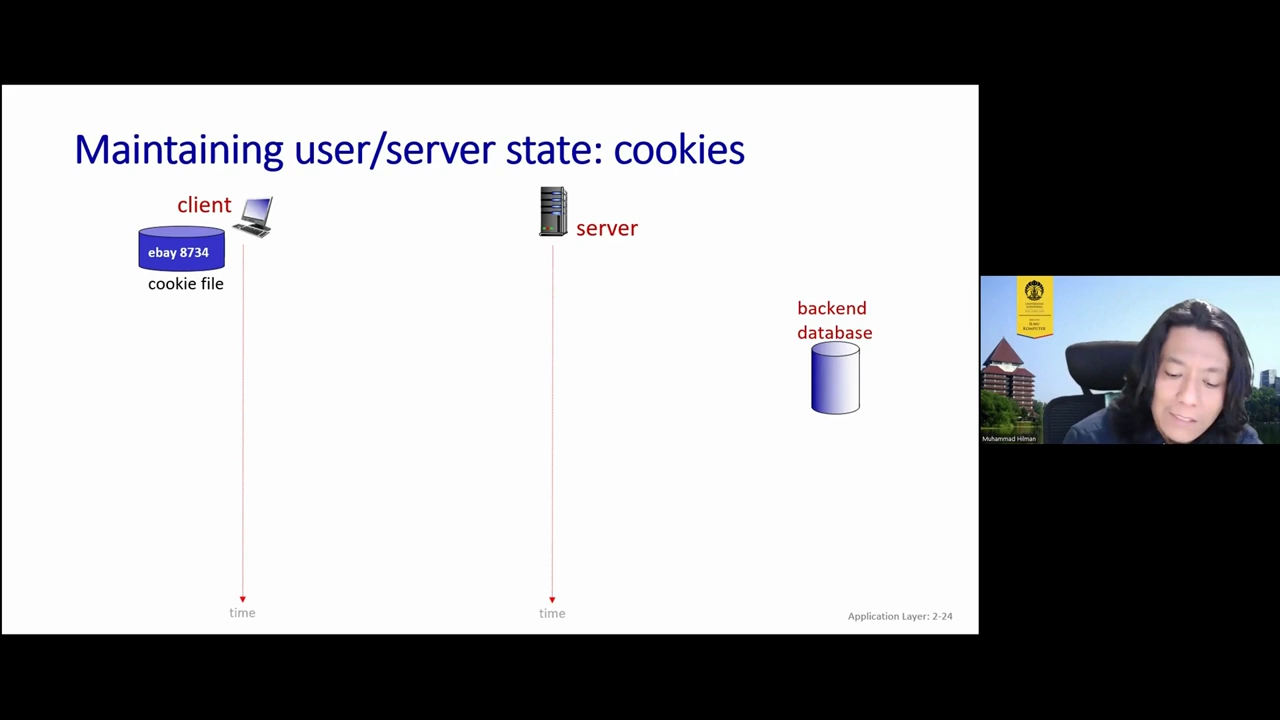 Maintaining user/server state: cookies
client
server
ebay 8734
cookie file
backend
database
time
time
Application Layer: 2-24
Muhammad Hilman